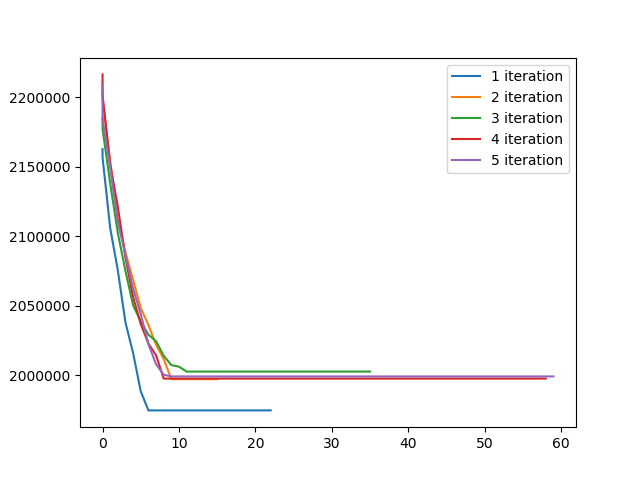 2200000
2150000
2100000
2050000
2000000
0
10
20
30
40
50
60
1 iteration
2 iteration
3 iteration
4 iteration
5 iteration